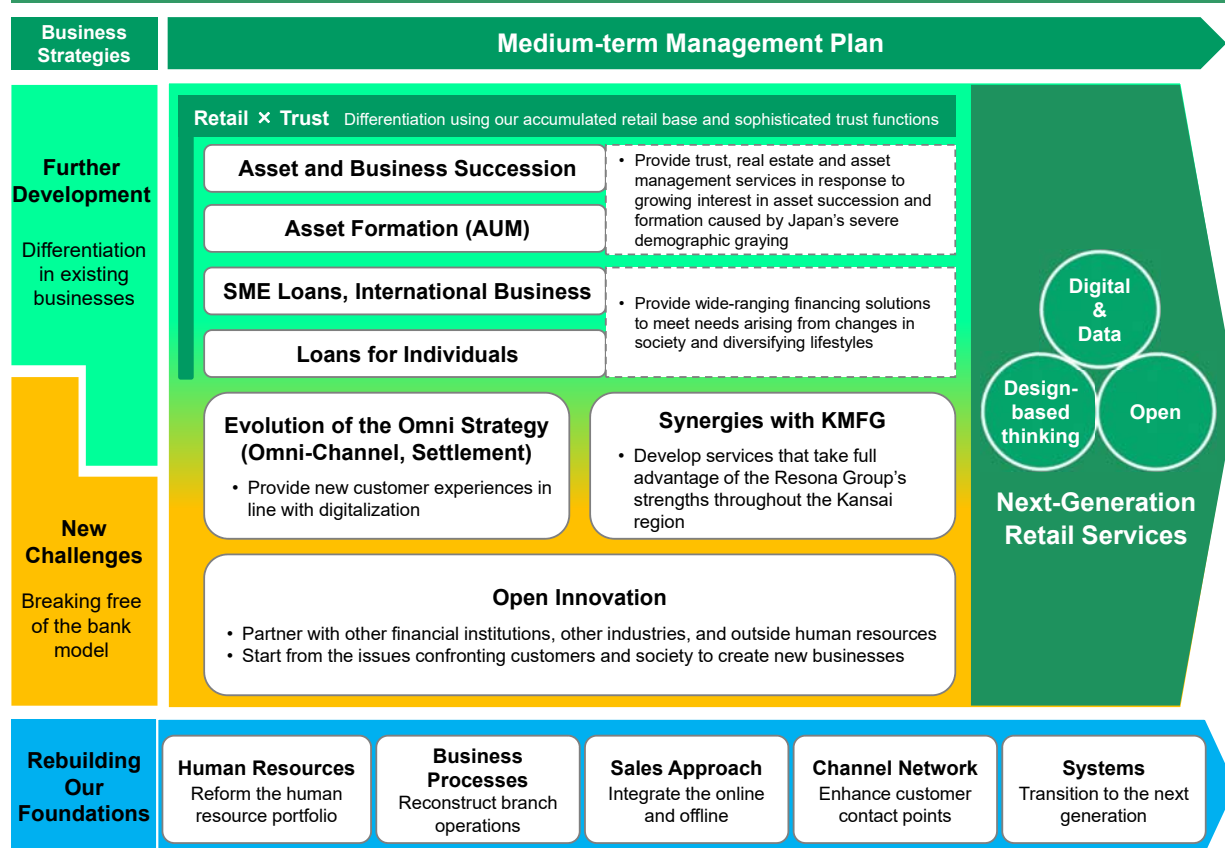 Business
Strategies
Medium-term Management Plan
Further
Development
Differentiation
in existing
businesses
Retail × Trust Differentiation using our accumulated retail base and sophisticated trust functions
Asset and Business Succession
Asset Formation (AUM)
• Provide trust, real estate and asset
management services in response to
growing interest in asset succession and
formation caused by Japan's severe
demographic graying
SME Loans, International Business
Loans for Individuals
• Provide wide-ranging financing solutions
to meet needs arising from changes in
society and diversifying lifestyles
New
Challenges
Breaking free
of the bank
model
Evolution of the Omni Strategy
(Omni-Channel, Settlement)
• Provide new customer experiences in
line with digitalization
Synergies with KMFG
• Develop services that take full
advantage of the Resona Group's
strengths throughout the Kansai
region
Open Innovation
• Partner with other financial institutions, other industries, and outside human resources
• Start from the issues confronting customers and society to create new businesses
Digital
&
Data
Design-
based
thinking
Open
Next-Generation
Retail Services
Rebuilding
Our
Foundations
Human Resources
Reform the human
resource portfolio
Business
Processes
Reconstruct branch
operations
Sales Approach
Integrate the online
and offline
Channel Network
Enhance customer
contact points
Systems
Transition to the next
generation